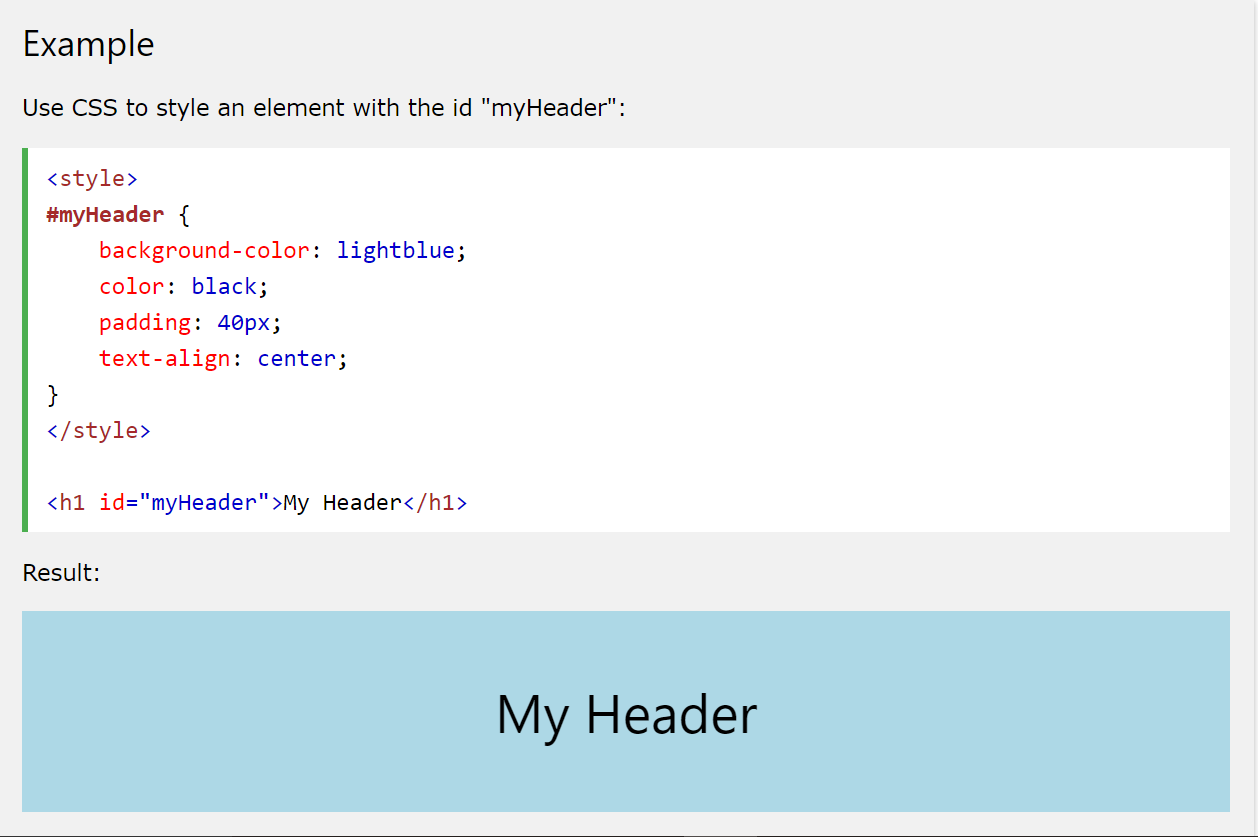 Example
Use CSS to style an element with the id "myHeader":
<style>
#myHeader {
    background-color: lightblue;
    color: black;
    padding: 40px;
    text-align: center;
}
</style>
<h1 id="myHeader">My Header</h1>
Result:
My Header